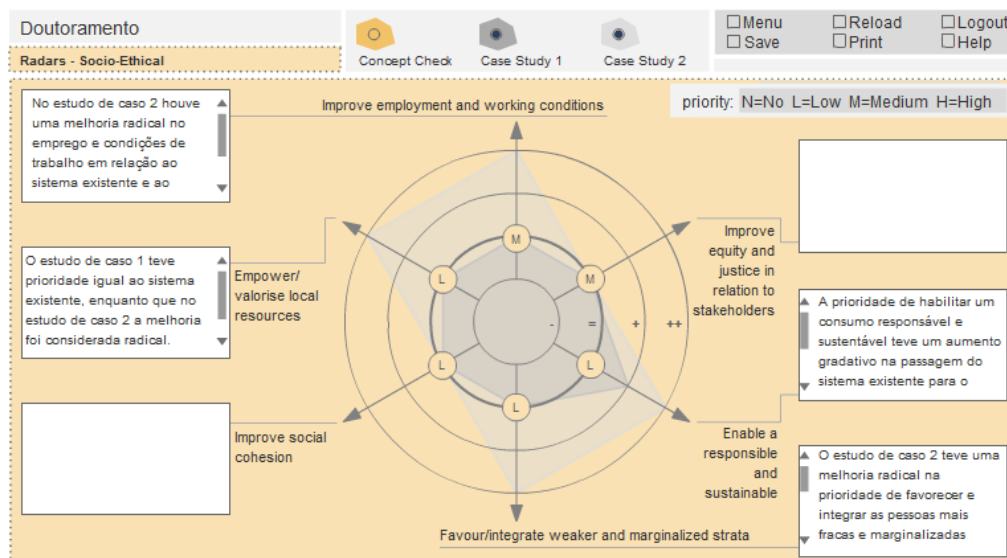 Doutoramento
Radars - Socio-Ethical
Concept Check
Case Study 1
Case Study 2
Menu
Reload
Logout
Save
Print
Help
priority: N=No L=Low M=Medium H=High
No estudo de caso 2 houve
uma melhoria radical no
emprego e condições de
trabalho em relação ao
sistema existente e ao
Improve employment and working conditions
Improve
equity and
justice in
relation to
stakeholders
O estudo de caso 1 teve
prioridade igual ao sistema
existente, enquanto que no
estudo de caso 2 a melhoria
foi considerada radical.
Empower/
valorise local
resources
M
L
M
- = + ++
L
L
L
A prioridade de habilitar um
consumo responsável e
sustentável teve um aumento
gradativo na passagem do
sistema existente para o
Improve social
cohesion
Enable a
responsible
and
sustainable
O estudo de caso 2 teve uma
melhoria radical na
prioridade de favorecer e
integrar as pessoas mais
fracas e marginalizadas
Favour/integrate weaker and marginalized strata